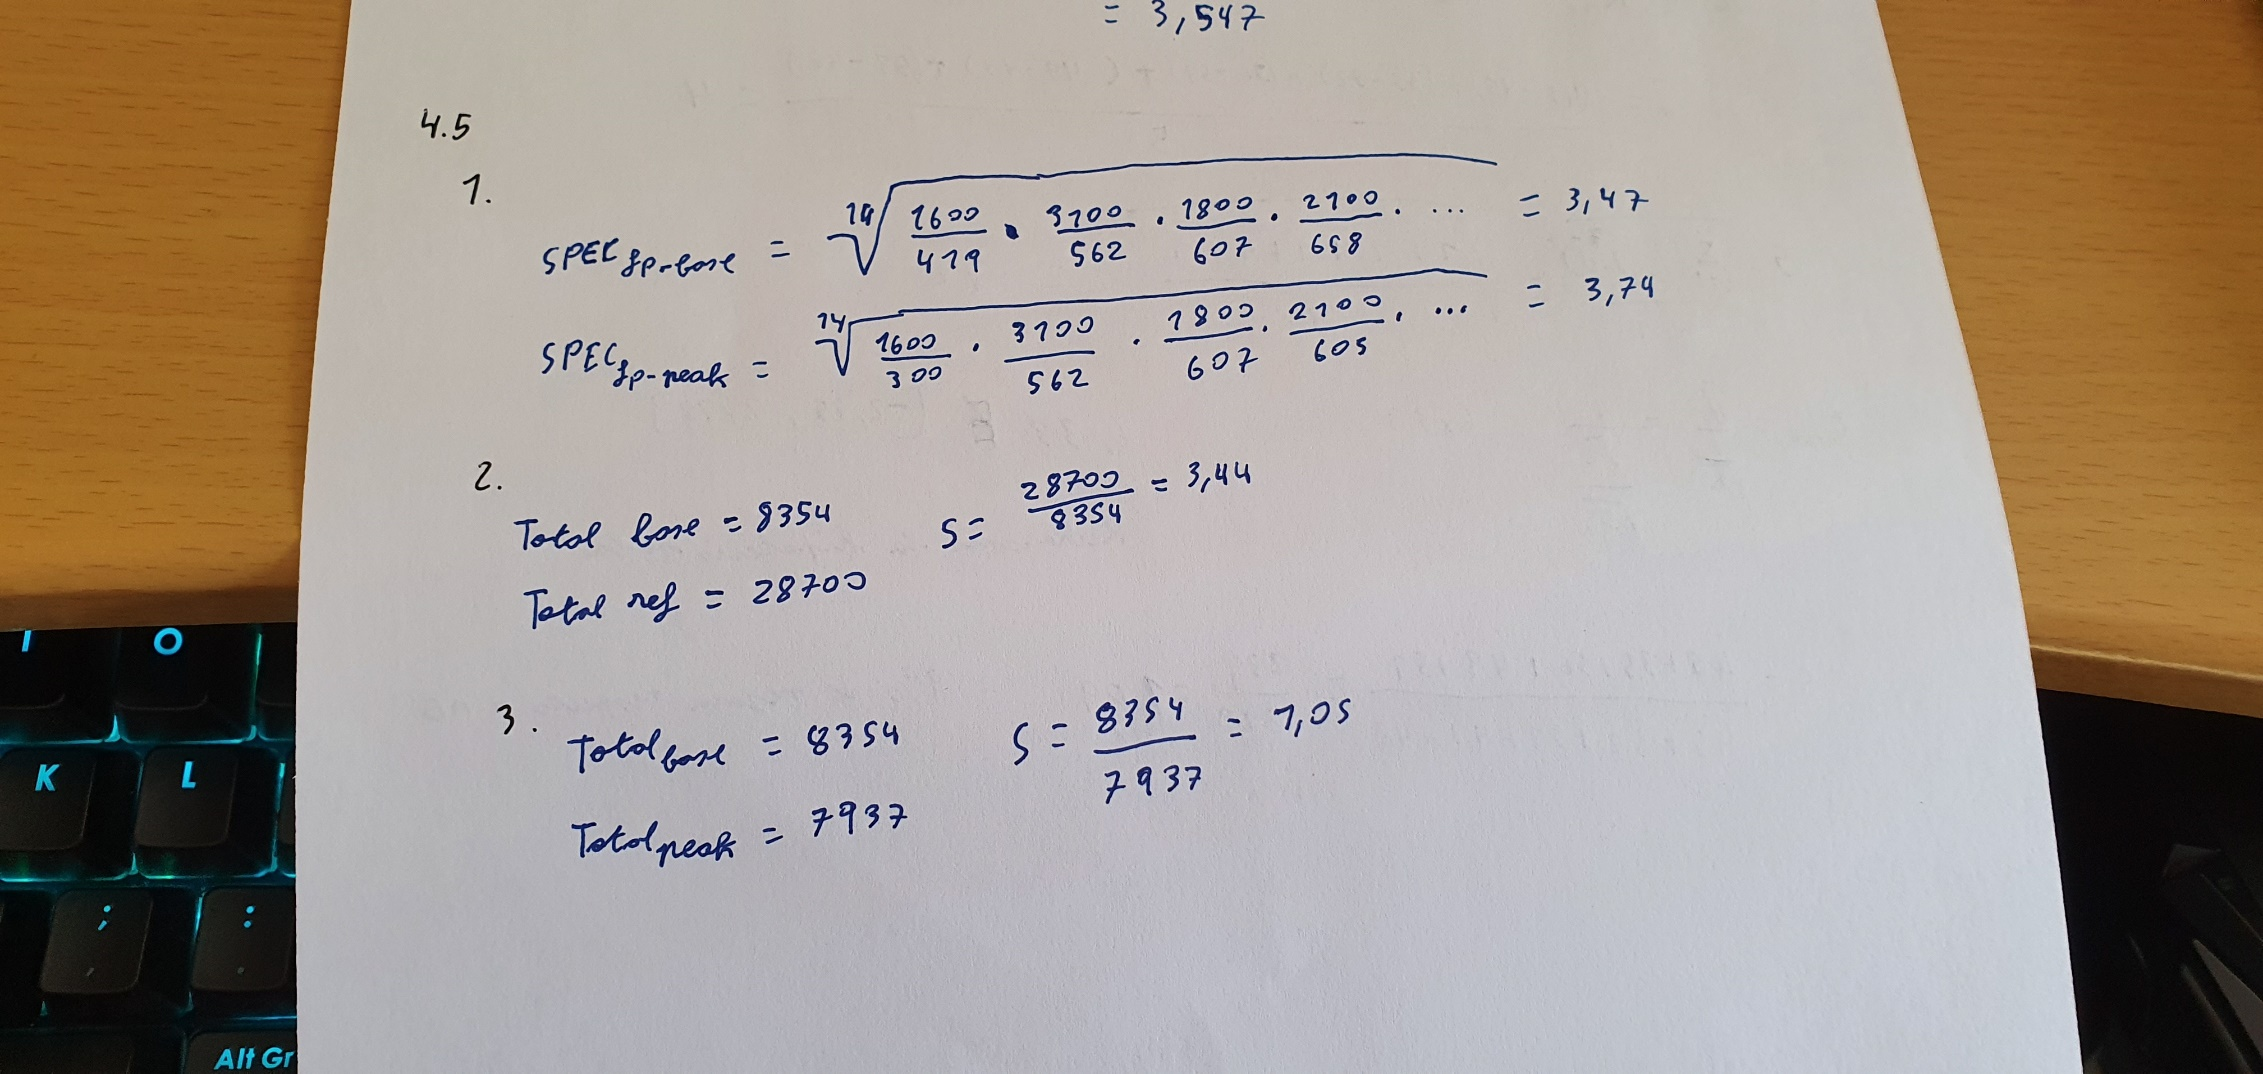 = 3,547
4.5
1.
SPEC fp-base = 14√ 1600/419 · 3100/562 · 1800/607 · 2100/658 · ... = 3,47
SPEC fp-peak = 14√ 1600/300 · 3100/562 · 1800/607 · 2100/605 · ... = 3,74
2.
Total base = 8354 S = 28700/8354 = 3,44
Total ref = 28700
3.
Total base = 8354 S = 8354/7937 = 1,05
Total peak = 7937
I O
K L
; ,
: .
Alt Gr